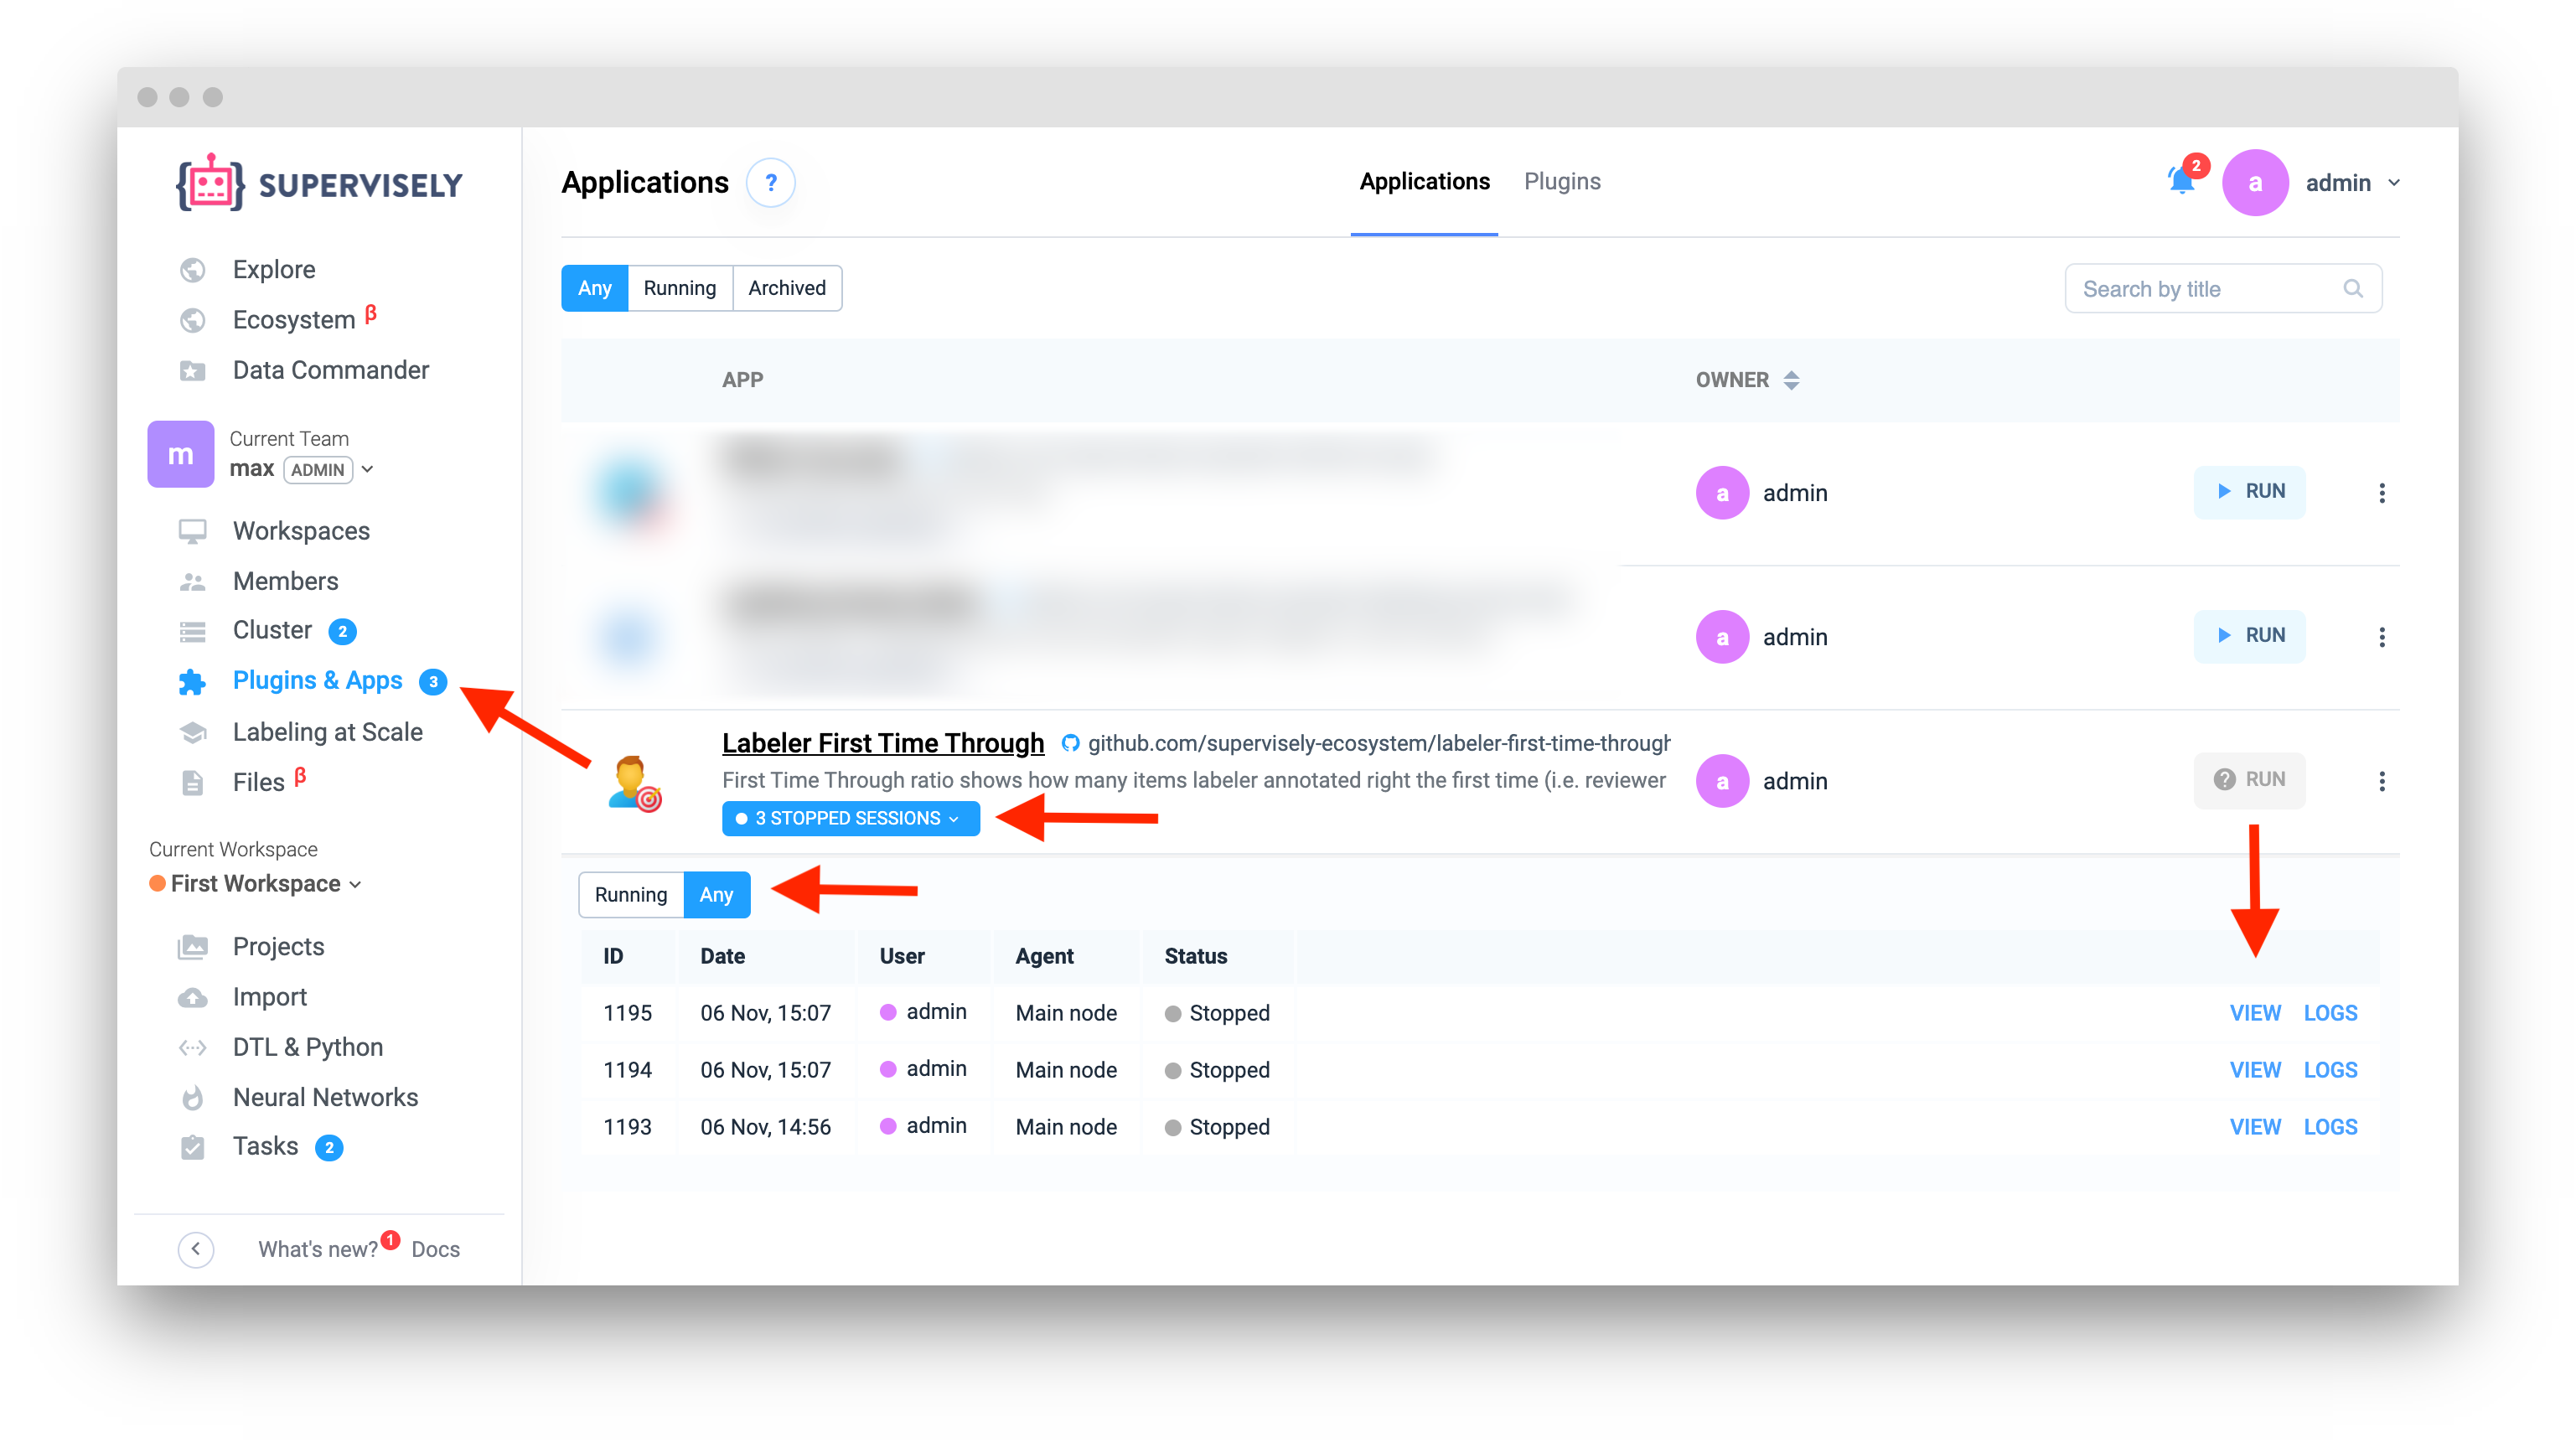 SUPERVISELY
Explore
Ecosystem β
Data Commander
m
Current Team
max ADMIN
Workspaces
Members
Cluster 2
Plugins & Apps 3
Labeling at Scale
Files β
Current Workspace
First Workspace
Projects
Import
DTL & Python
Neural Networks
Tasks 2
What's new? 1 Docs
Applications ?
Applications Plugins
2 a admin
Any Running Archived
Search by title
APP OWNER
a admin RUN
a admin RUN
Labeler First Time Through github.com/supervisely-ecosystem/labeler-first-time-through
First Time Through ratio shows how many items labeler annotated right the first time (i.e. reviewer
3 STOPPED SESSIONS
a admin ? RUN
Running Any
ID Date User Agent Status
1195 06 Nov, 15:07 admin Main node Stopped VIEW LOGS
1194 06 Nov, 15:07 admin Main node Stopped VIEW LOGS
1193 06 Nov, 14:56 admin Main node Stopped VIEW LOGS